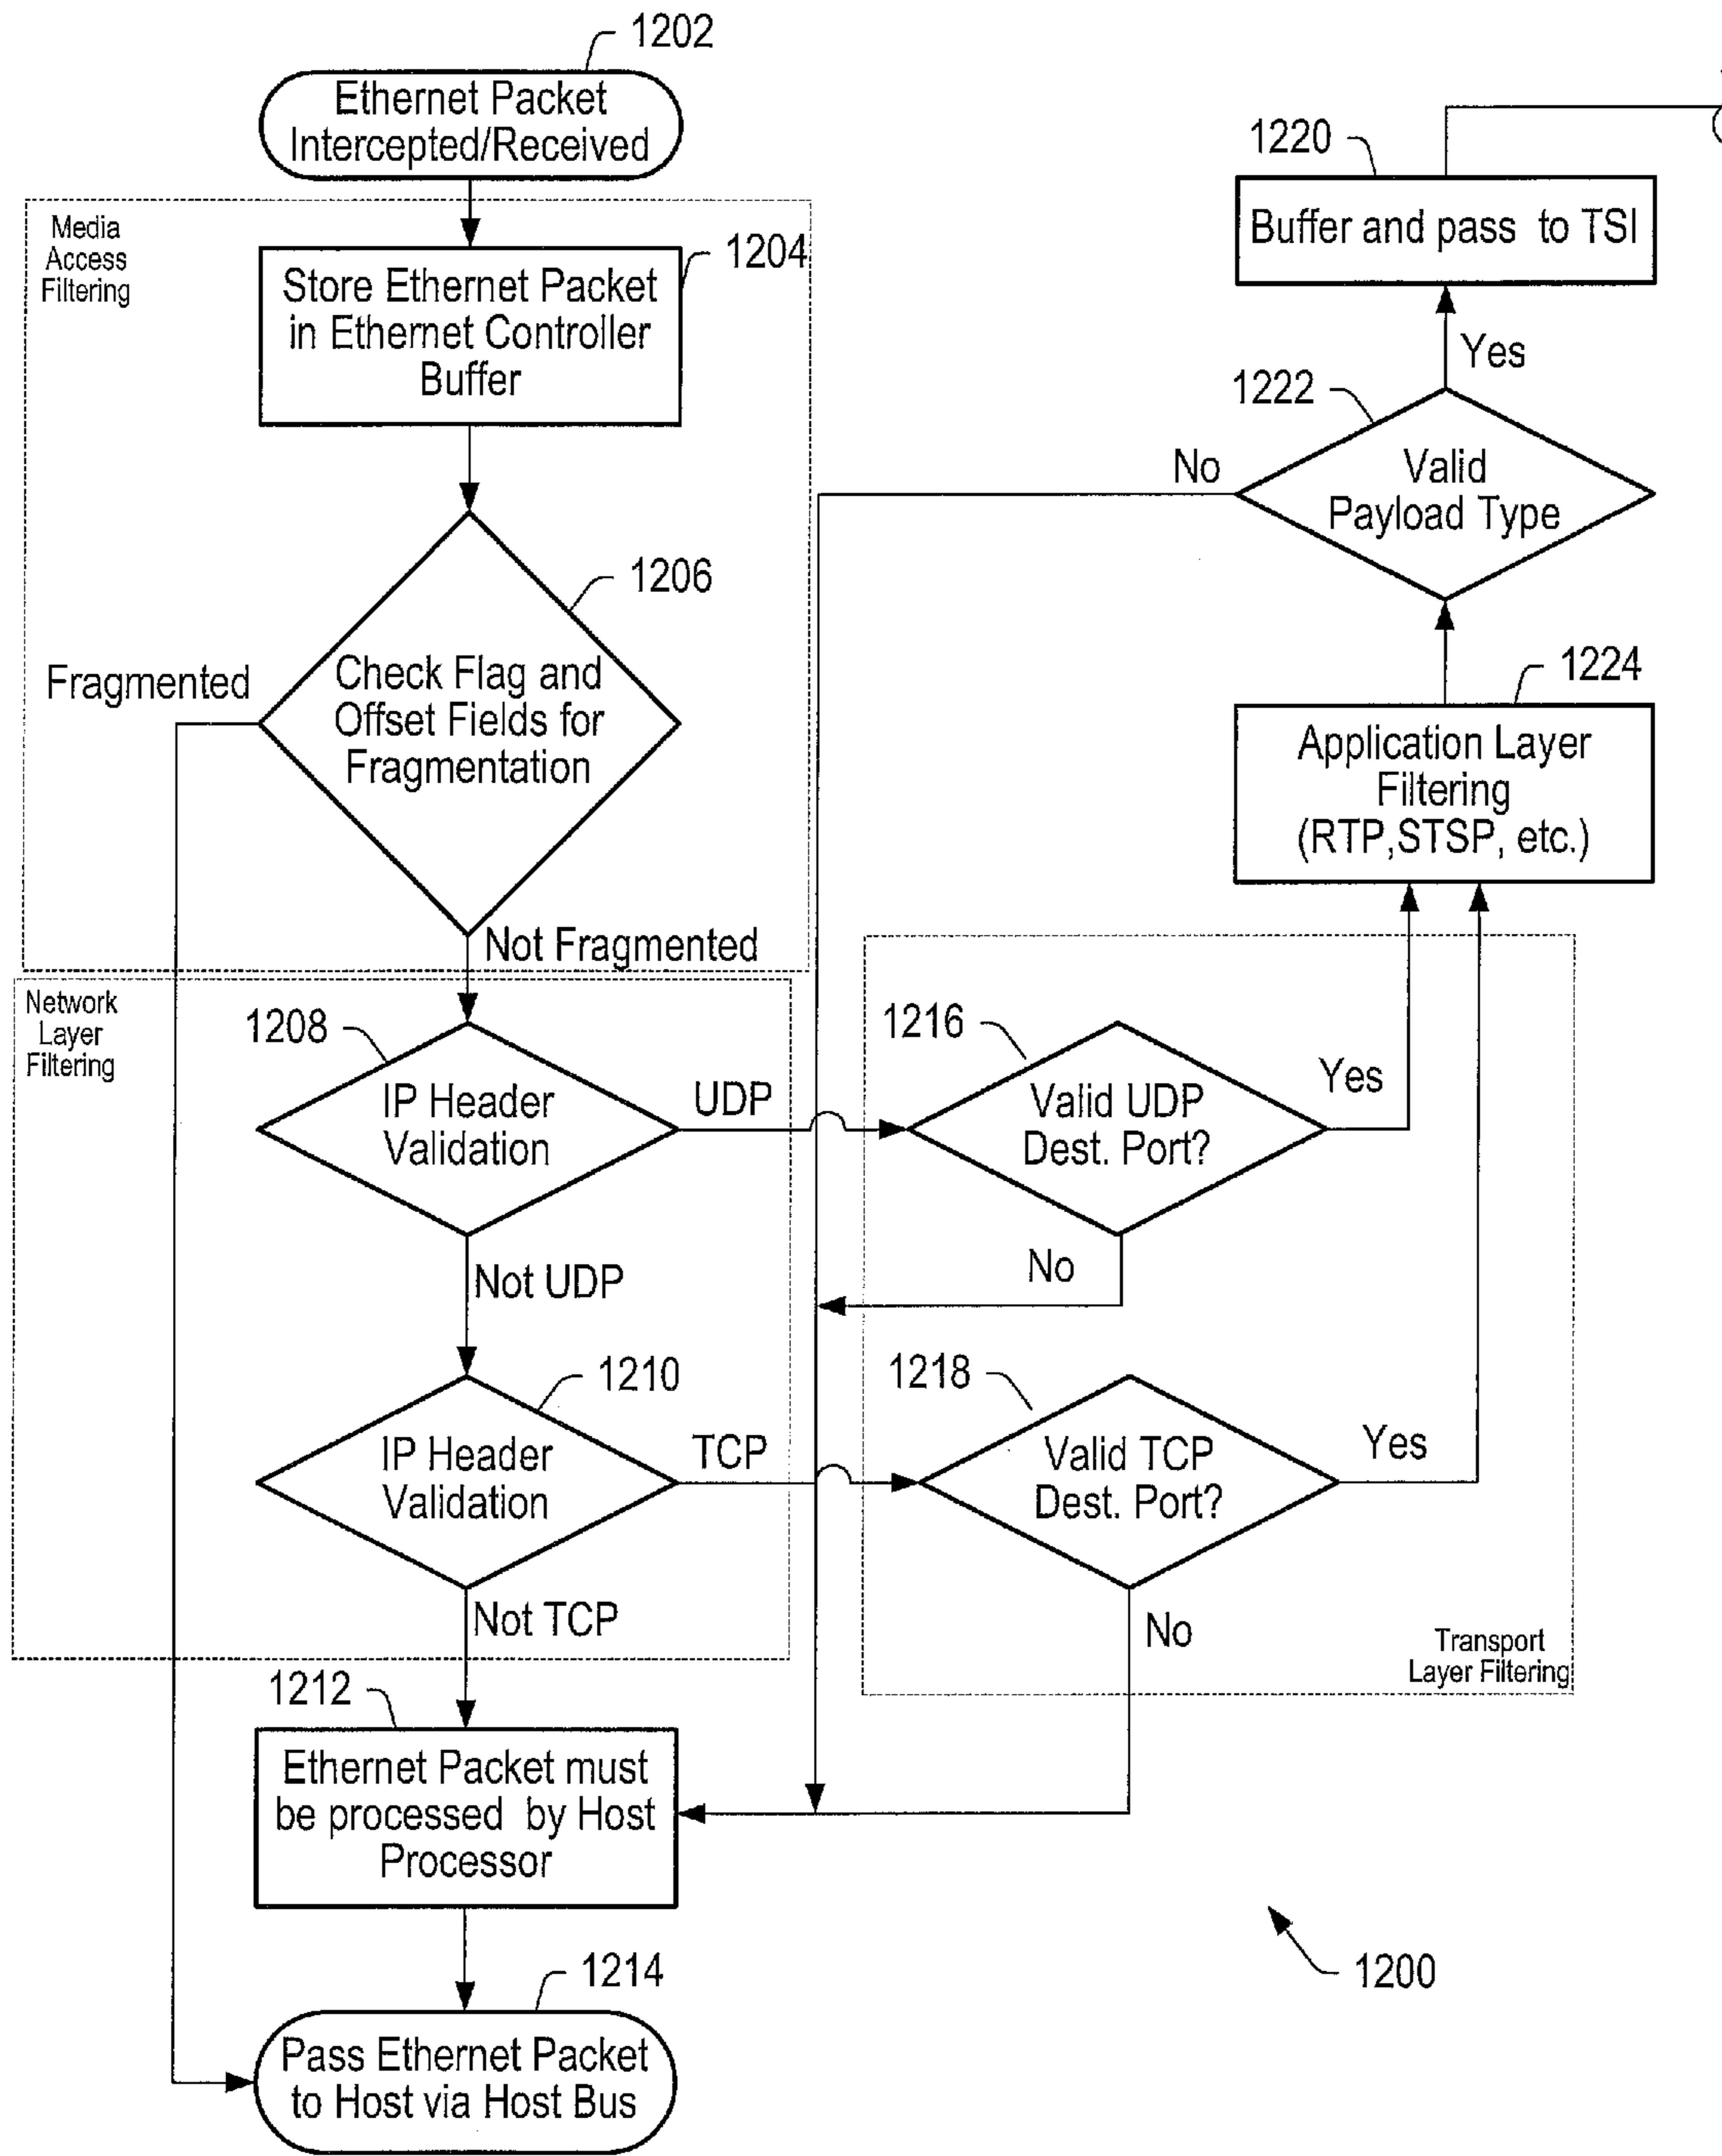 1202
Ethernet Packet
Intercepted/Received
Media
Access
Filtering
1204
Store Ethernet Packet
in Ethernet Controller
Buffer
1206
Fragmented
Check Flag and
Offset Fields for
Fragmentation
Not Fragmented
Network
Layer
Filtering
1208
IP Header
Validation
UDP
Not UDP
1210
IP Header
Validation
TCP
Not TCP
1212
Ethernet Packet must
be processed by Host
Processor
1214
Pass Ethernet Packet
to Host via Host Bus
1220
Buffer and pass to TSI
Yes
1222
No
Valid
Payload Type
1224
Application Layer
Filtering
(RTP,STSP, etc.)
1216
Valid UDP
Dest. Port?
Yes
No
1218
Valid TCP
Dest. Port?
Yes
No
Transport
Layer Filtering
1200